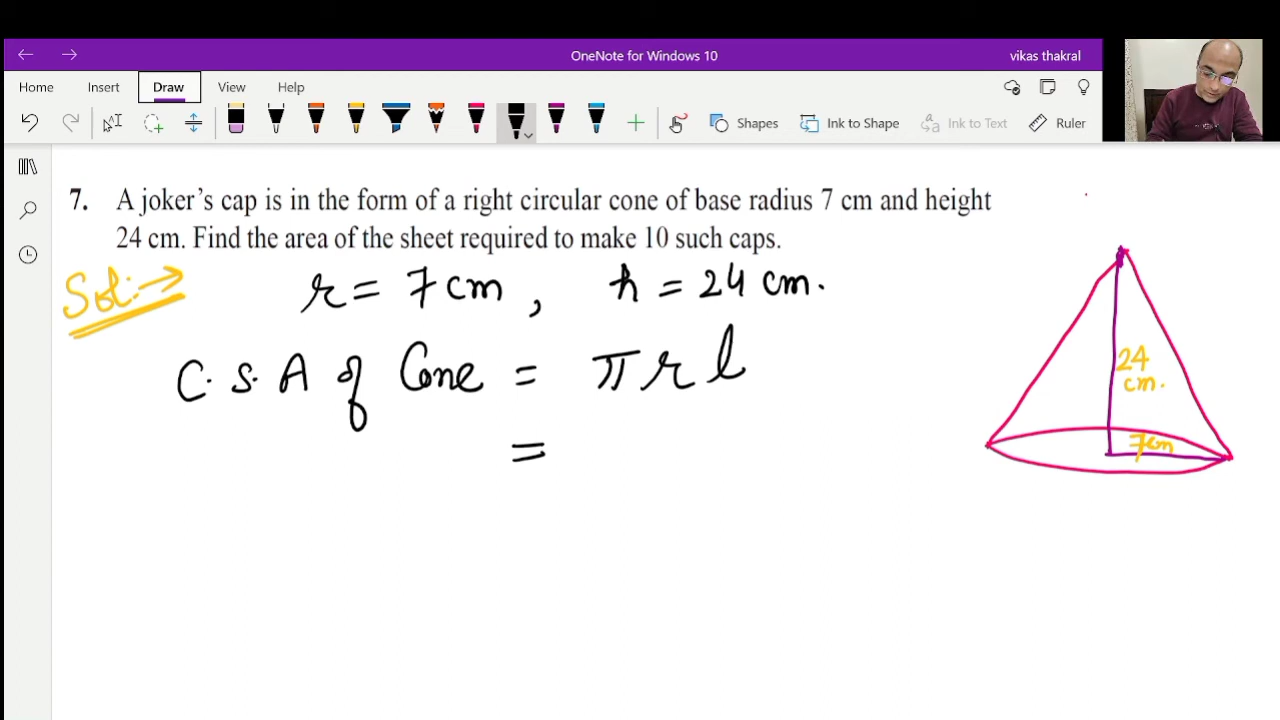 OneNote for Windows 10
vikas thakral
Home Insert Draw View Help
Shapes Ink to Shape Ink to Text Ruler
7. A joker's cap is in the form of a right circular cone of base radius 7 cm and height
24 cm. Find the area of the sheet required to make 10 such caps.
Sol:→ r = 7cm, h = 24 cm.
C.S.A of Cone = π r l
=
24
cm.
7cm